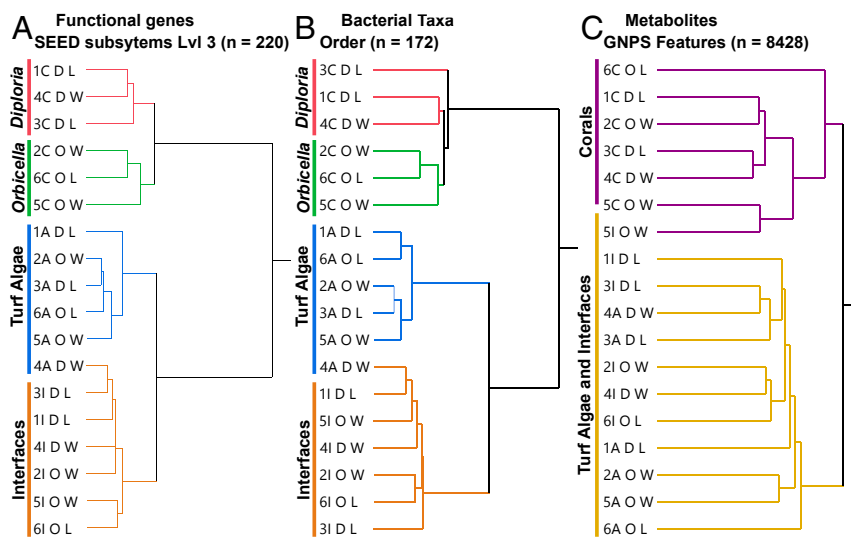 A Functional genes
SEED subsytems Lvl 3 (n = 220)
Diploria
1C D L
4C D W
3C D L
Orbicella
2C O W
6C O L
5C O W
Turf Algae
1A D L
2A O W
3A D L
6A O L
5A O W
4A D W
Interfaces
3I D L
1I D L
4I D W
2I O W
5I O W
6I O L
B Bacterial Taxa
Order (n = 172)
Diploria
3C D L
1C D L
4C D W
Orbicella
2C O W
6C O L
5C O W
Turf Algae
1A D L
6A O L
2A O W
3A D L
5A O W
4A D W
Interfaces
1I D L
5I O W
4I D W
2I O W
6I O L
3I D L
C Metabolites
GNPS Features (n = 8428)
Corals
6C O L
1C D L
2C O W
3C D L
4C D W
5C O W
Turf Algae and Interfaces
5I O W
1I D L
3I D L
4A D W
3A D L
2I O W
4I D W
6I O L
1A D L
2A O W
5A O W
6A O L